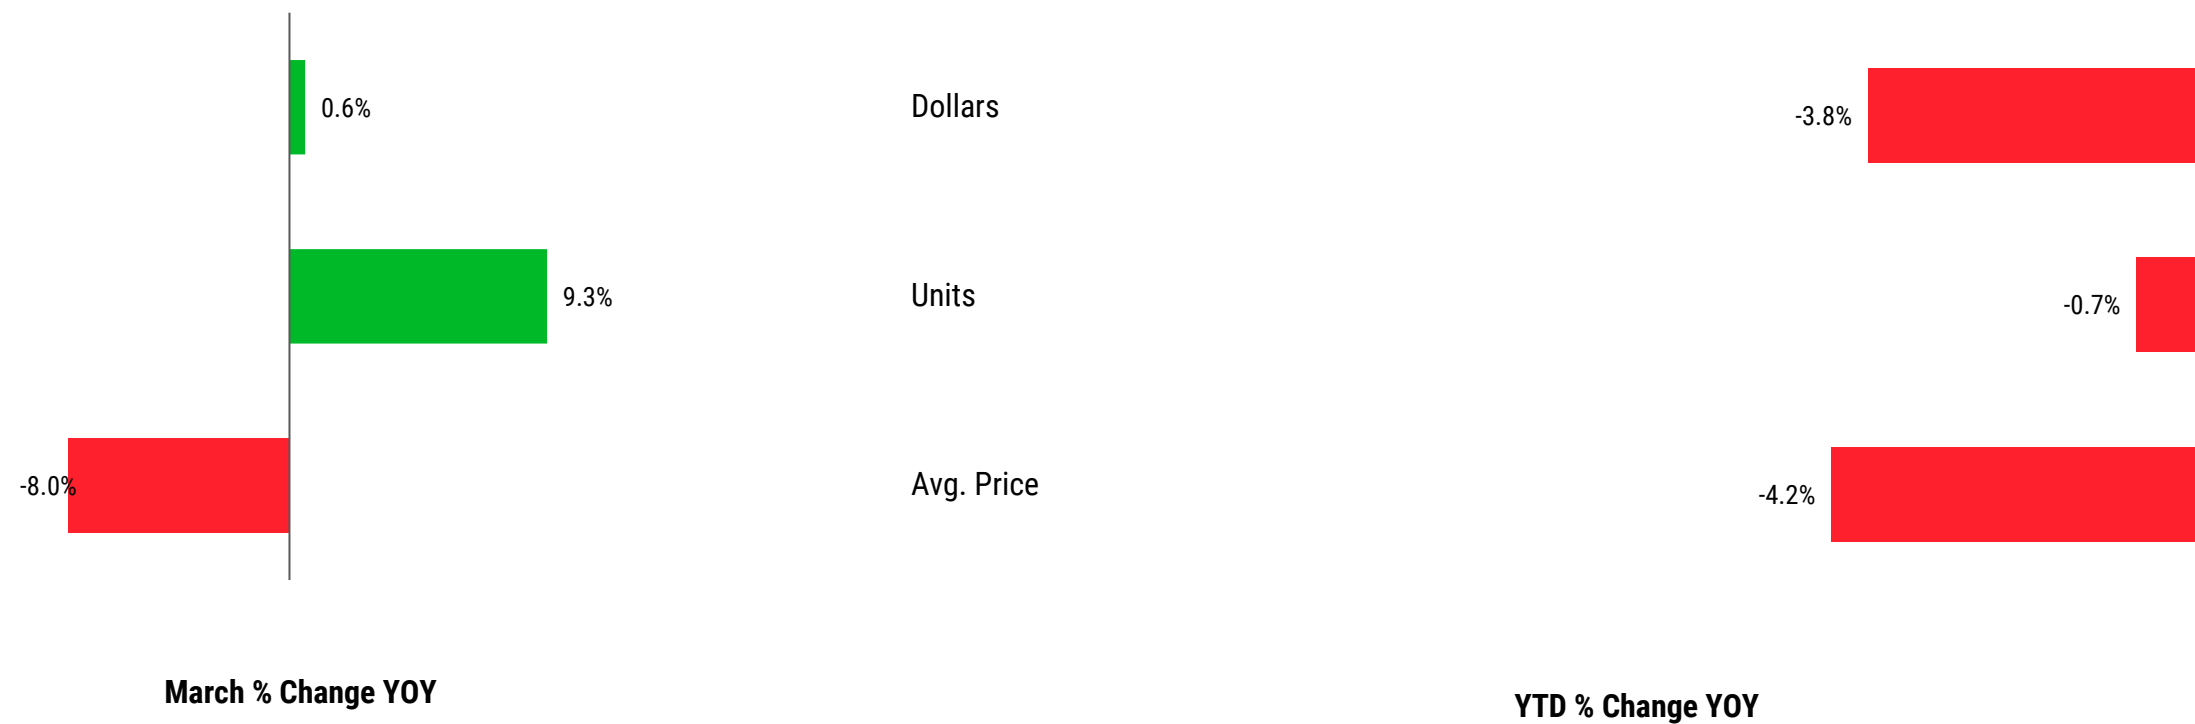 0.6%
Dollars
-3.8%
9.3%
Units
-0.7%
-8.0%
Avg. Price
-4.2%
March % Change YOY
YTD % Change YOY